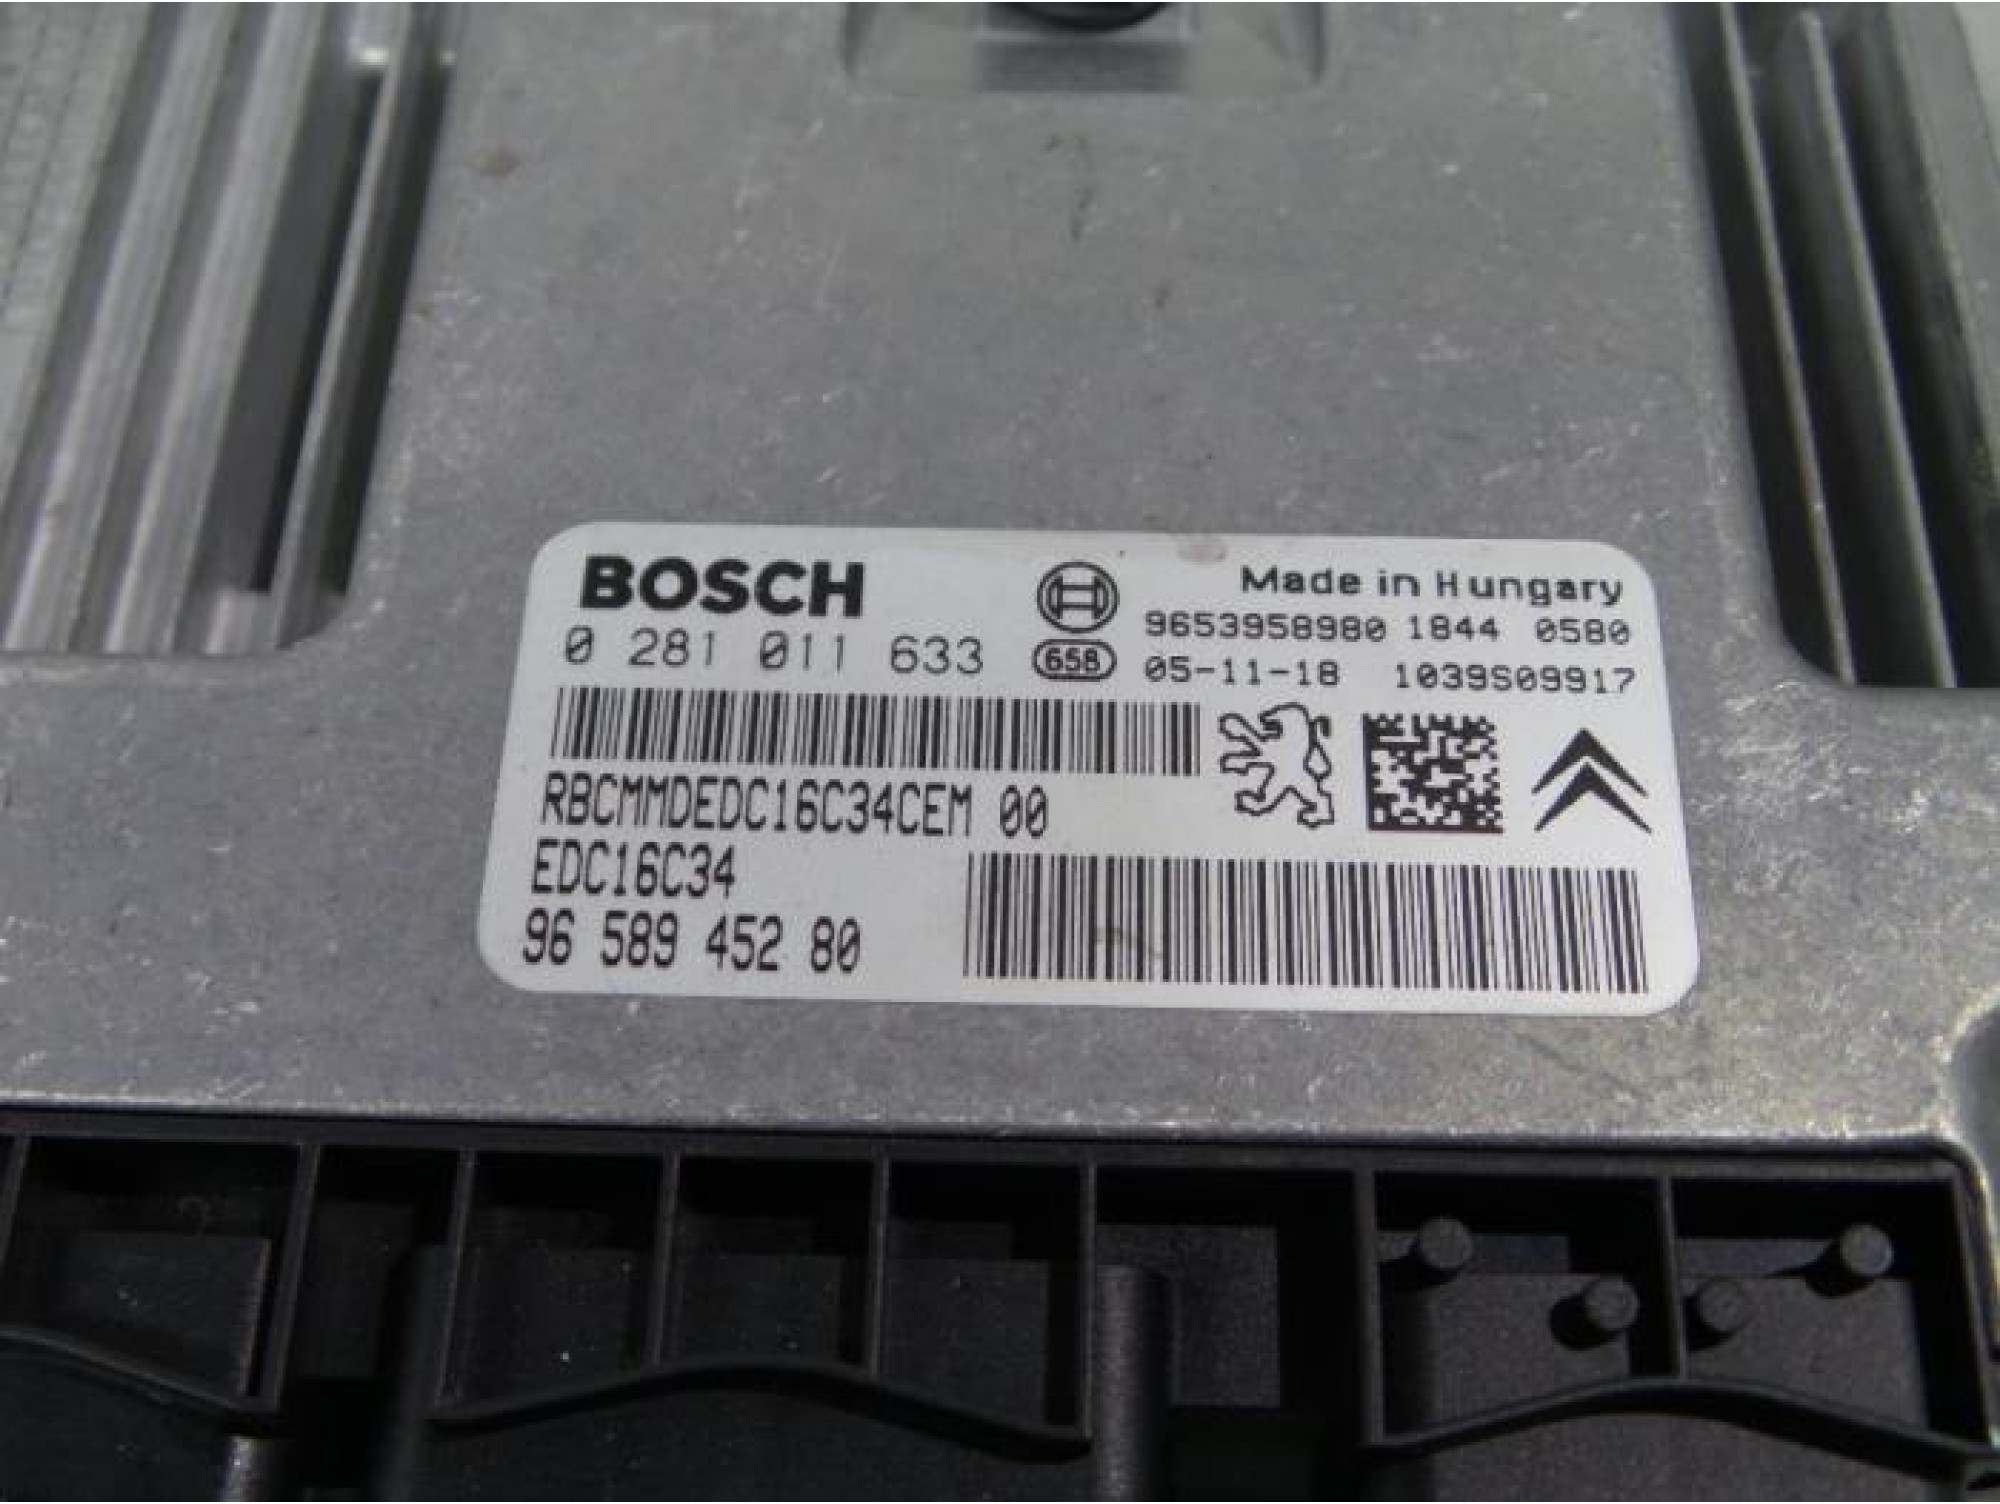 BOSCH
Made in Hungary
0 281 011 633
9653958980 1844 0580
658
05-11-18 1039S09917
RBCMMDEDC16C34CEM 00
EDC16C34
96 589 452 80